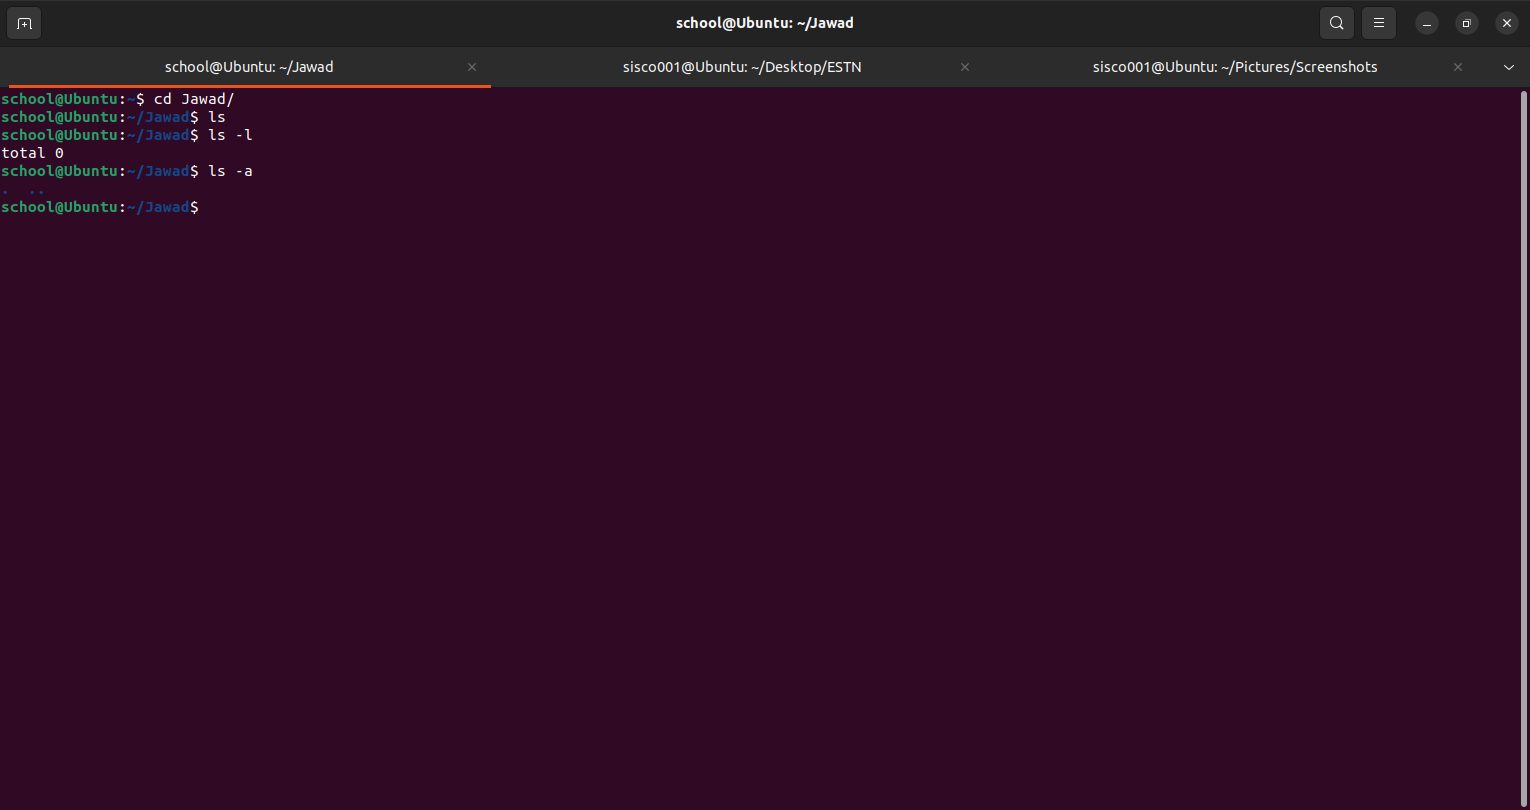 school@Ubuntu: ~/Jawad
school@Ubuntu: ~/Jawad
sisco001@Ubuntu: ~/Desktop/ESTN
sisco001@Ubuntu: ~/Pictures/Screenshots
school@Ubuntu:~$ cd Jawad/
school@Ubuntu:~/Jawad$ ls
school@Ubuntu:~/Jawad$ ls -l
total 0
school@Ubuntu:~/Jawad$ ls -a
.  ..
school@Ubuntu:~/Jawad$